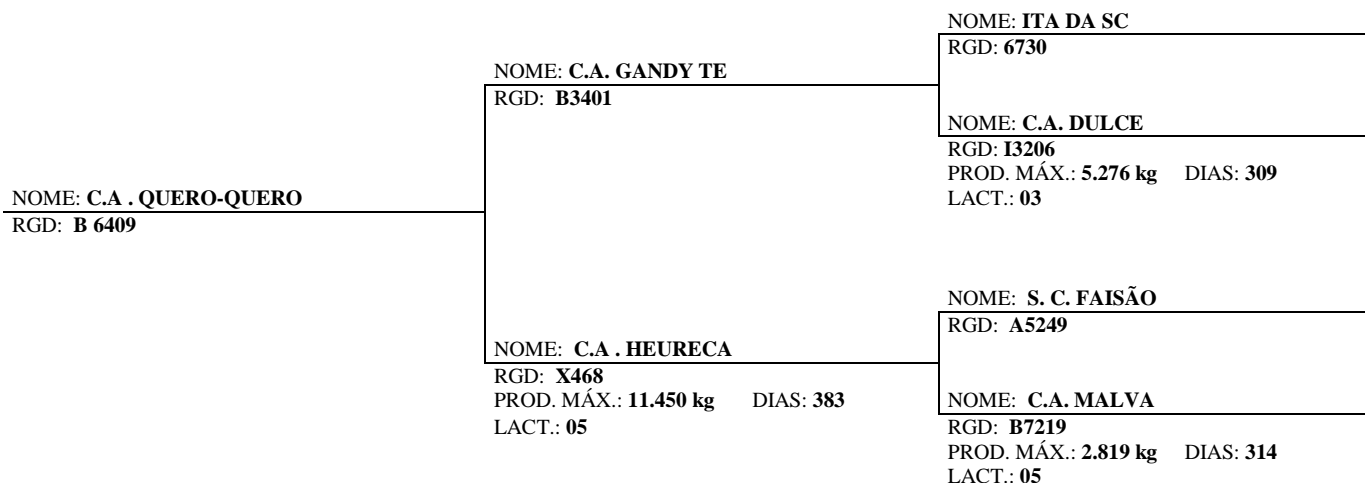 NOME: ITA DA SC
RGD: 6730
NOME: C.A. GANDY TE
RGD: B3401
NOME: C.A. DULCE
RGD: I3206
PROD. MÁX.: 5.276 kg DIAS: 309
LACT.: 03
NOME: C.A . QUERO-QUERO
RGD: B 6409
NOME: S. C. FAISÃO
RGD: A5249
NOME: C.A . HEURECA
RGD: X468
PROD. MÁX.: 11.450 kg DIAS: 383
LACT.: 05
NOME: C.A. MALVA
RGD: B7219
PROD. MÁX.: 2.819 kg DIAS: 314
LACT.: 05